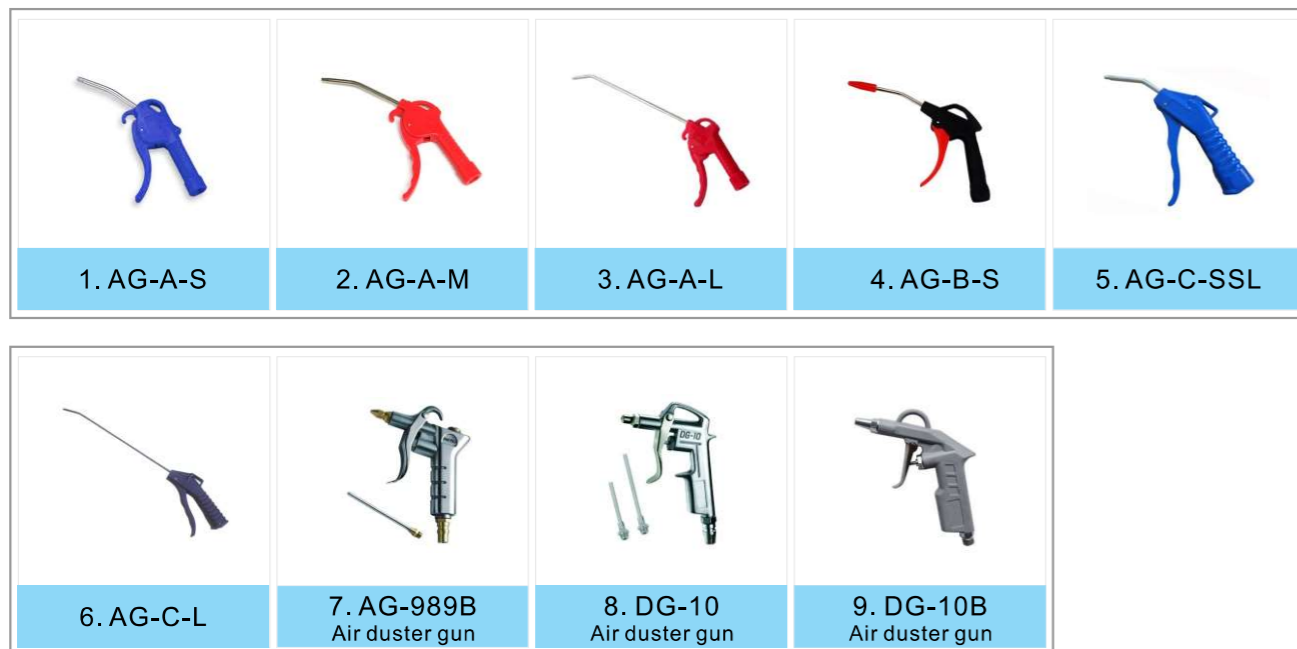 1. AG-A-S
2. AG-A-M
3. AG-A-L
4. AG-B-S
5. AG-C-SSL
DG-10
6. AG-C-L
7. AG-989B
Air duster gun
8. DG-10
Air duster gun
9. DG-10B
Air duster gun